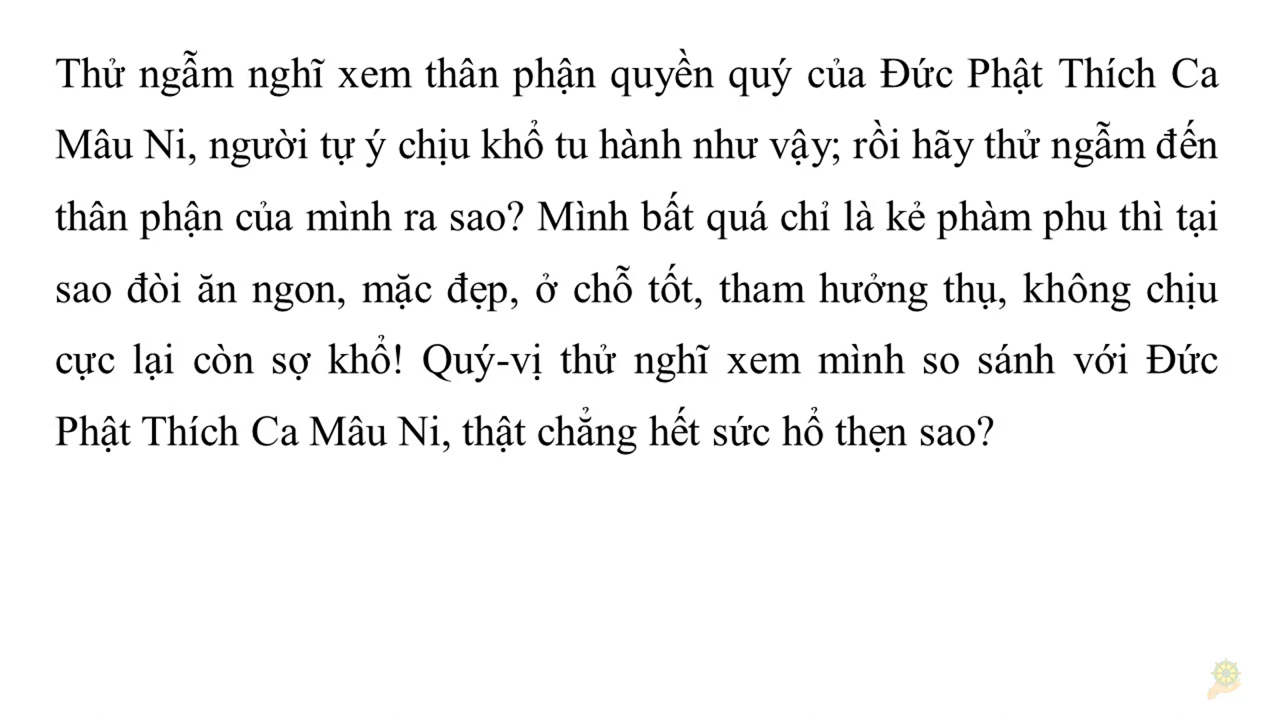 Thử ngẫm nghĩ xem thân phận quyền quý của Đức Phật Thích Ca
Mâu Ni, người tự ý chịu khổ tu hành như vậy; rồi hãy thử ngẫm đến
thân phận của mình ra sao? Mình bất quá chỉ là kẻ phàm phu thì tại
sao đòi ăn ngon, mặc đẹp, ở chỗ tốt, tham hưởng thụ, không chịu
cực lại còn sợ khổ! Quý-vị thử nghĩ xem mình so sánh với Đức
Phật Thích Ca Mâu Ni, thật chẳng hết sức hổ thẹn sao?